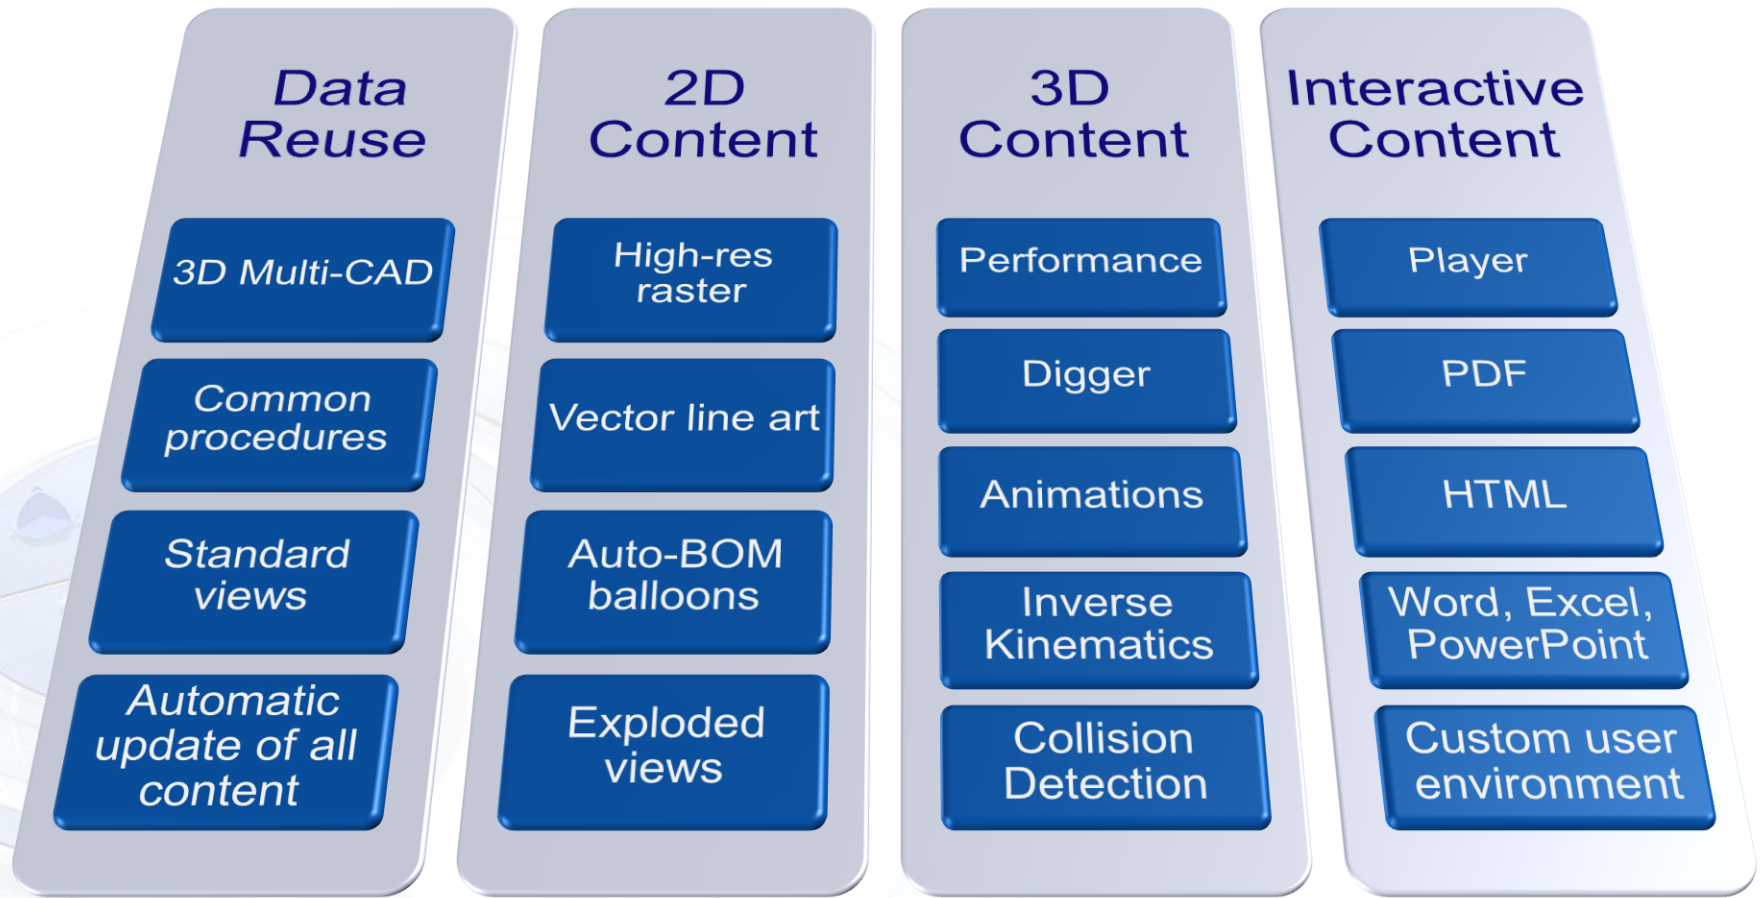 Data
Reuse
3D Multi-CAD
Common
procedures
Standard
views
Automatic
update of all
content
2D
Content
High-res
raster
Vector line art
Auto-BOM
balloons
Exploded
views
3D
Content
Performance
Digger
Animations
Inverse
Kinematics
Collision
Detection
Interactive
Content
Player
PDF
HTML
Word, Excel,
PowerPoint
Custom user
environment